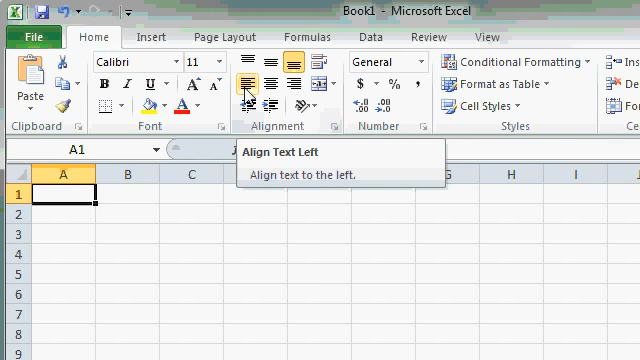 Book1 - Microsoft Excel
File Home Insert Page Layout Formulas Data Review View
Paste
Calibri 11
General
Conditional Formatting
Format as Table
Cell Styles
Clipboard Font Alignment Number Styles
A1
Align Text Left
Align text to the left.
A B C G H I
1
2
3
4
5
6
7
8
9